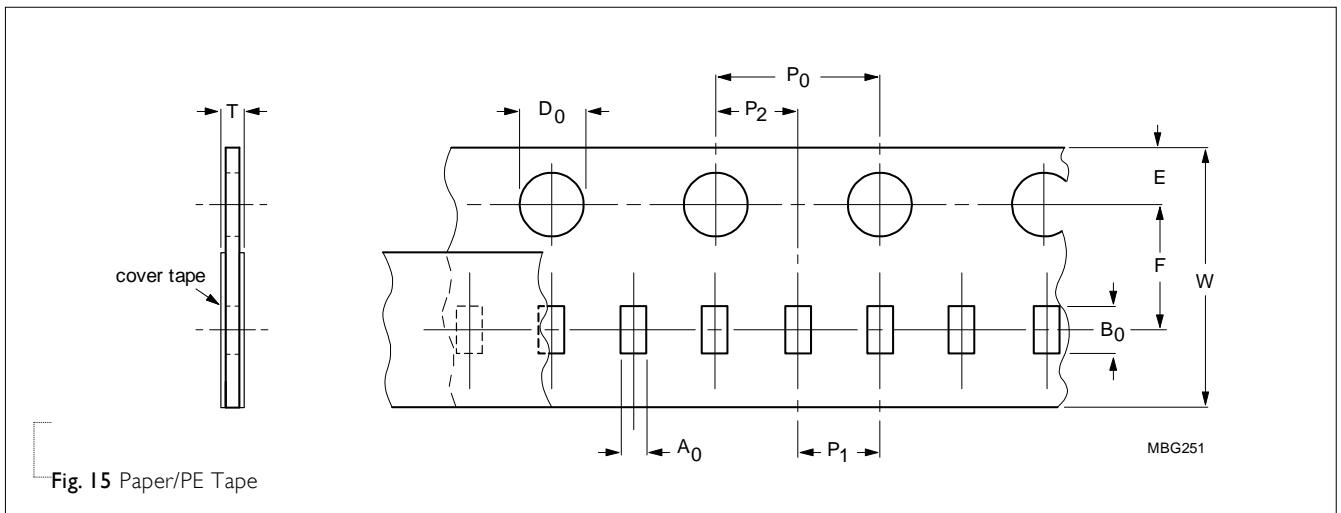 P0
T
D0
P2
E
F
W
cover tape
B0
A0
P1
MBG251
Fig. 15 Paper/PE Tape